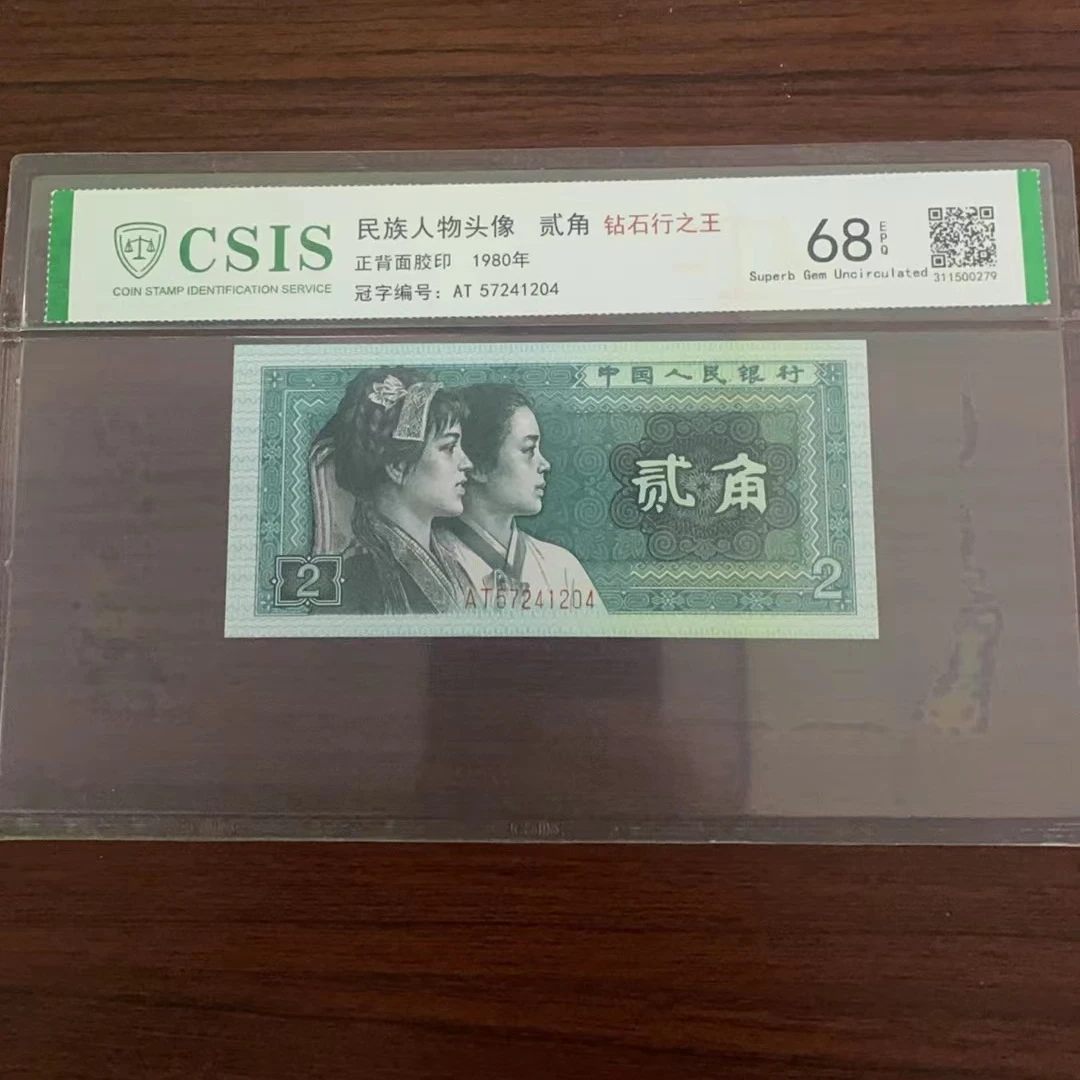 CSIS
COIN STAMP IDENTIFICATION SERVICE
民族人物头像 贰角 钻石行之王
正背面胶印 1980年
冠字编号：AT 57241204
68 EPQ
Superb Gem Uncirculated
311500279
中国人民银行
贰角
2
2
AT57241204